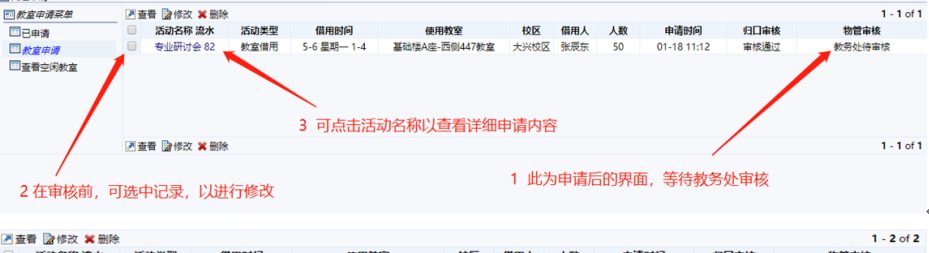 教室申请菜单
已申请
教室申请
查看空闲教室
查看 修改 删除 1 - 1 of 1
活动名称 流水 活动类型 借用时间 使用教室 校区 借用人 人数 申请时间 归口审核 物管审核
专业研讨会 82 教室借用 5-6 星期一 1-4 基础楼A座-西侧447教室 大兴校区 张辰东 50 01-18 11:12 审核通过 教务处待审核
3 可点击活动名称以查看详细申请内容
查看 修改 删除 1 - 1 of 1
2 在审核前，可选中记录，以进行修改
1 此为申请后的界面，等待教务处审核
查看 修改 删除 1 - 2 of 2